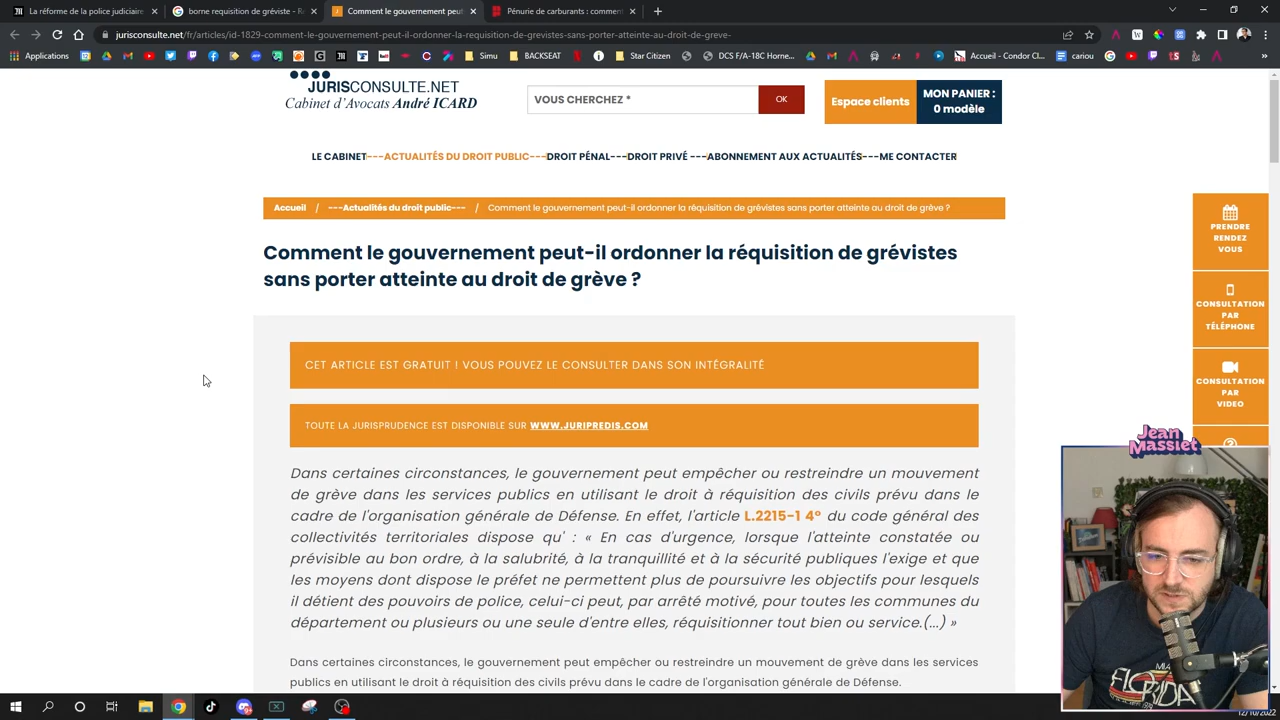 La réforme de la police judiciaire
borne requisition de gréviste - R
Comment le gouvernement peut
Pénurie de carburants : comment
jurisconsulte.net/fr/articles/id-1829-comment-le-gouvernement-peut-il-ordonner-la-requisition-de-grevistes-sans-porter-atteinte-au-droit-de-greve-
Applications
Simu
BACKSEAT
Star Citizen
DCS F/A-18C Horne...
Accueil - Condor Cl...
cariou
JURISCONSULTE.NET
Cabinet d'Avocats André ICARD
VOUS CHERCHEZ *
OK
Espace clients
MON PANIER :
0 modèle
LE CABINET---ACTUALITÉS DU DROIT PUBLIC---DROIT PÉNAL---DROIT PRIVÉ ---ABONNEMENT AUX ACTUALITÉS---ME CONTACTER
Accueil / ---Actualités du droit public--- / Comment le gouvernement peut-il ordonner la réquisition de grévistes sans porter atteinte au droit de grève ?
PRENDRE
RENDEZ
VOUS
Comment le gouvernement peut-il ordonner la réquisition de grévistes
sans porter atteinte au droit de grève ?
CONSULTATION
PAR
TÉLÉPHONE
CET ARTICLE EST GRATUIT ! VOUS POUVEZ LE CONSULTER DANS SON INTÉGRALITÉ
CONSULTATION
PAR
VIDEO
TOUTE LA JURISPRUDENCE EST DISPONIBLE SUR WWW.JURIPREDIS.COM
Jean
Massiet
Dans certaines circonstances, le gouvernement peut empêcher ou restreindre un mouvement
de grève dans les services publics en utilisant le droit à réquisition des civils prévu dans le
cadre de l'organisation générale de Défense. En effet, l'article L.2215-1 4° du code général des
collectivités territoriales dispose qu' : « En cas d'urgence, lorsque l'atteinte constatée ou
prévisible au bon ordre, à la salubrité, à la tranquillité et à la sécurité publiques l'exige et que
les moyens dont dispose le préfet ne permettent plus de poursuivre les objectifs pour lesquels
il détient des pouvoirs de police, celui-ci peut, par arrêté motivé, pour toutes les communes du
département ou plusieurs ou une seule d'entre elles, réquisitionner tout bien ou service.(...) »
Dans certaines circonstances, le gouvernement peut empêcher ou restreindre un mouvement de grève dans les services
publics en utilisant le droit à réquisition des civils prévu dans le cadre de l'organisation générale de Défense.
FLORIDA
12/10/2022